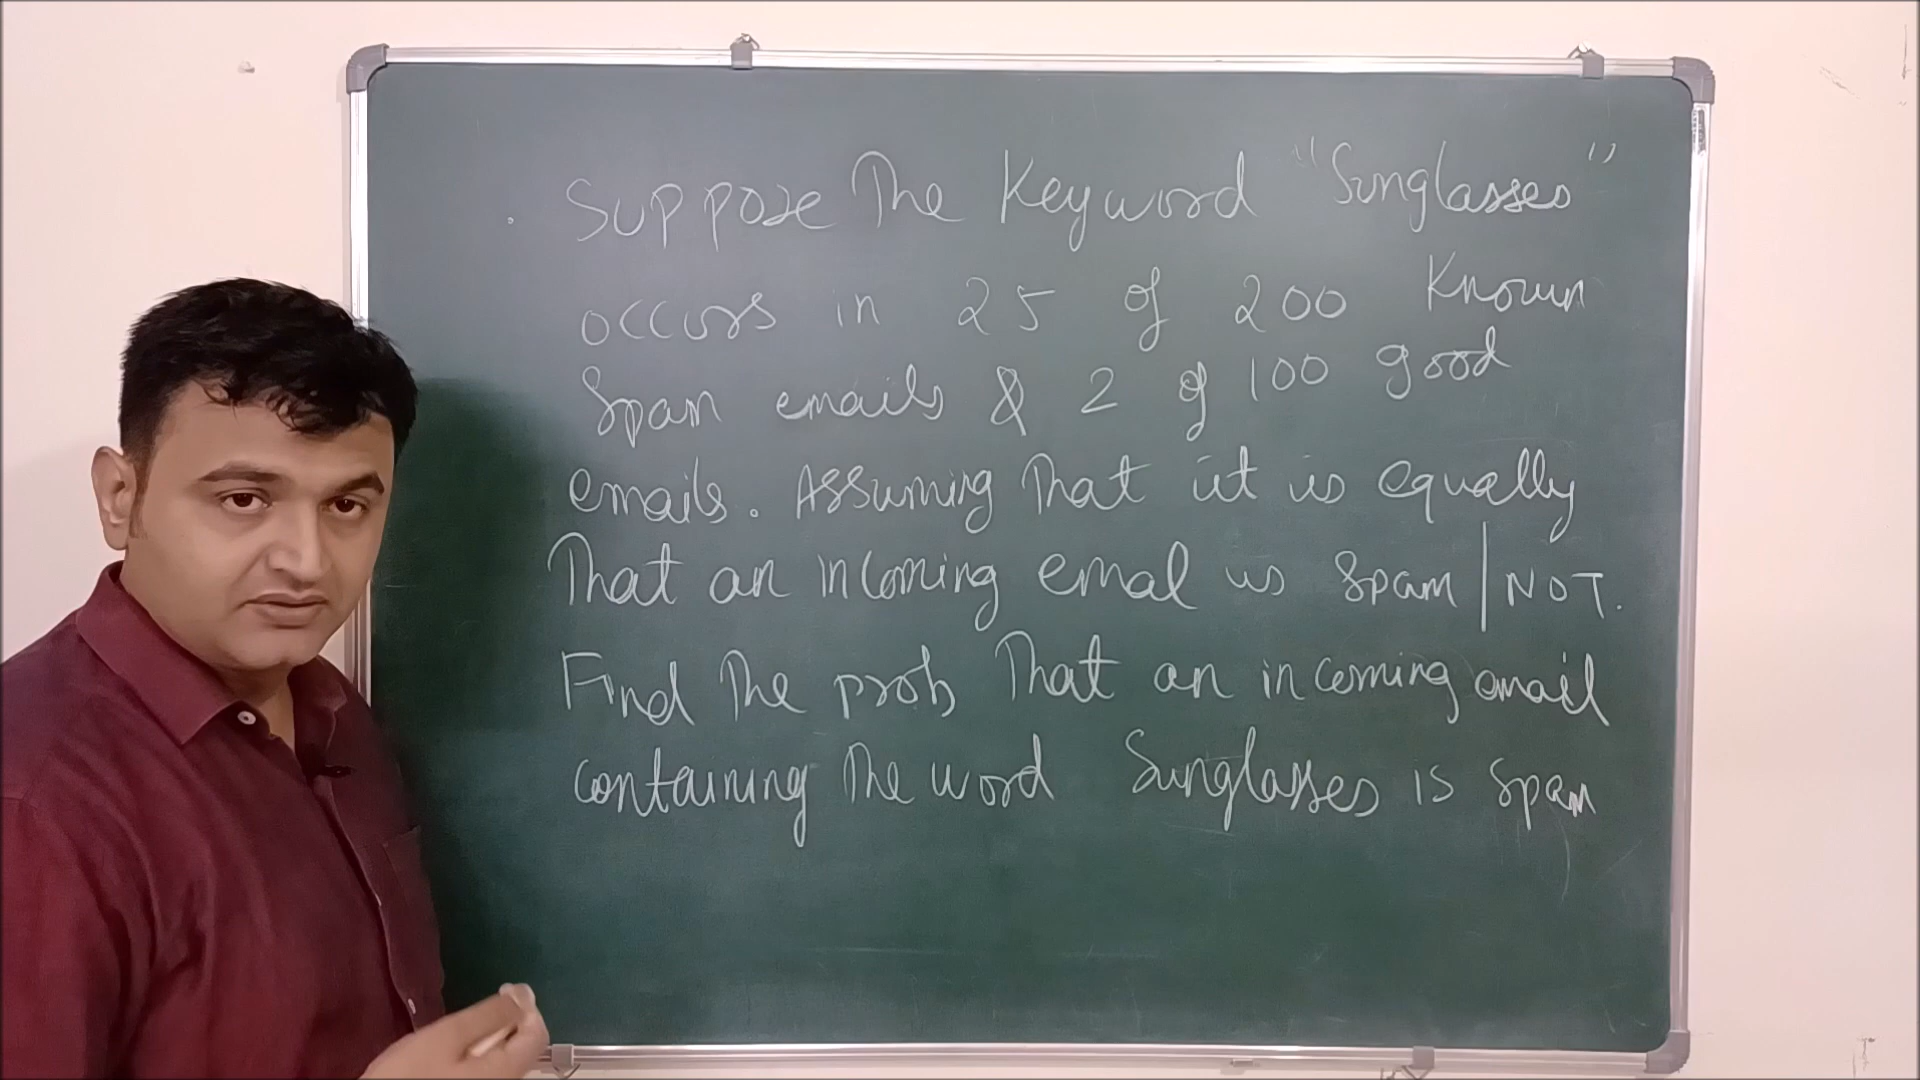 Suppose The Keyword "Sunglasses"
occurs in 25 of 200 Known
Spam emails & 2 of 100 good
emails. Assuming That it is equally
That an incoming emal is Spam | NOT.
Find The prob That an incoming email
containing The word Sunglasses is spam